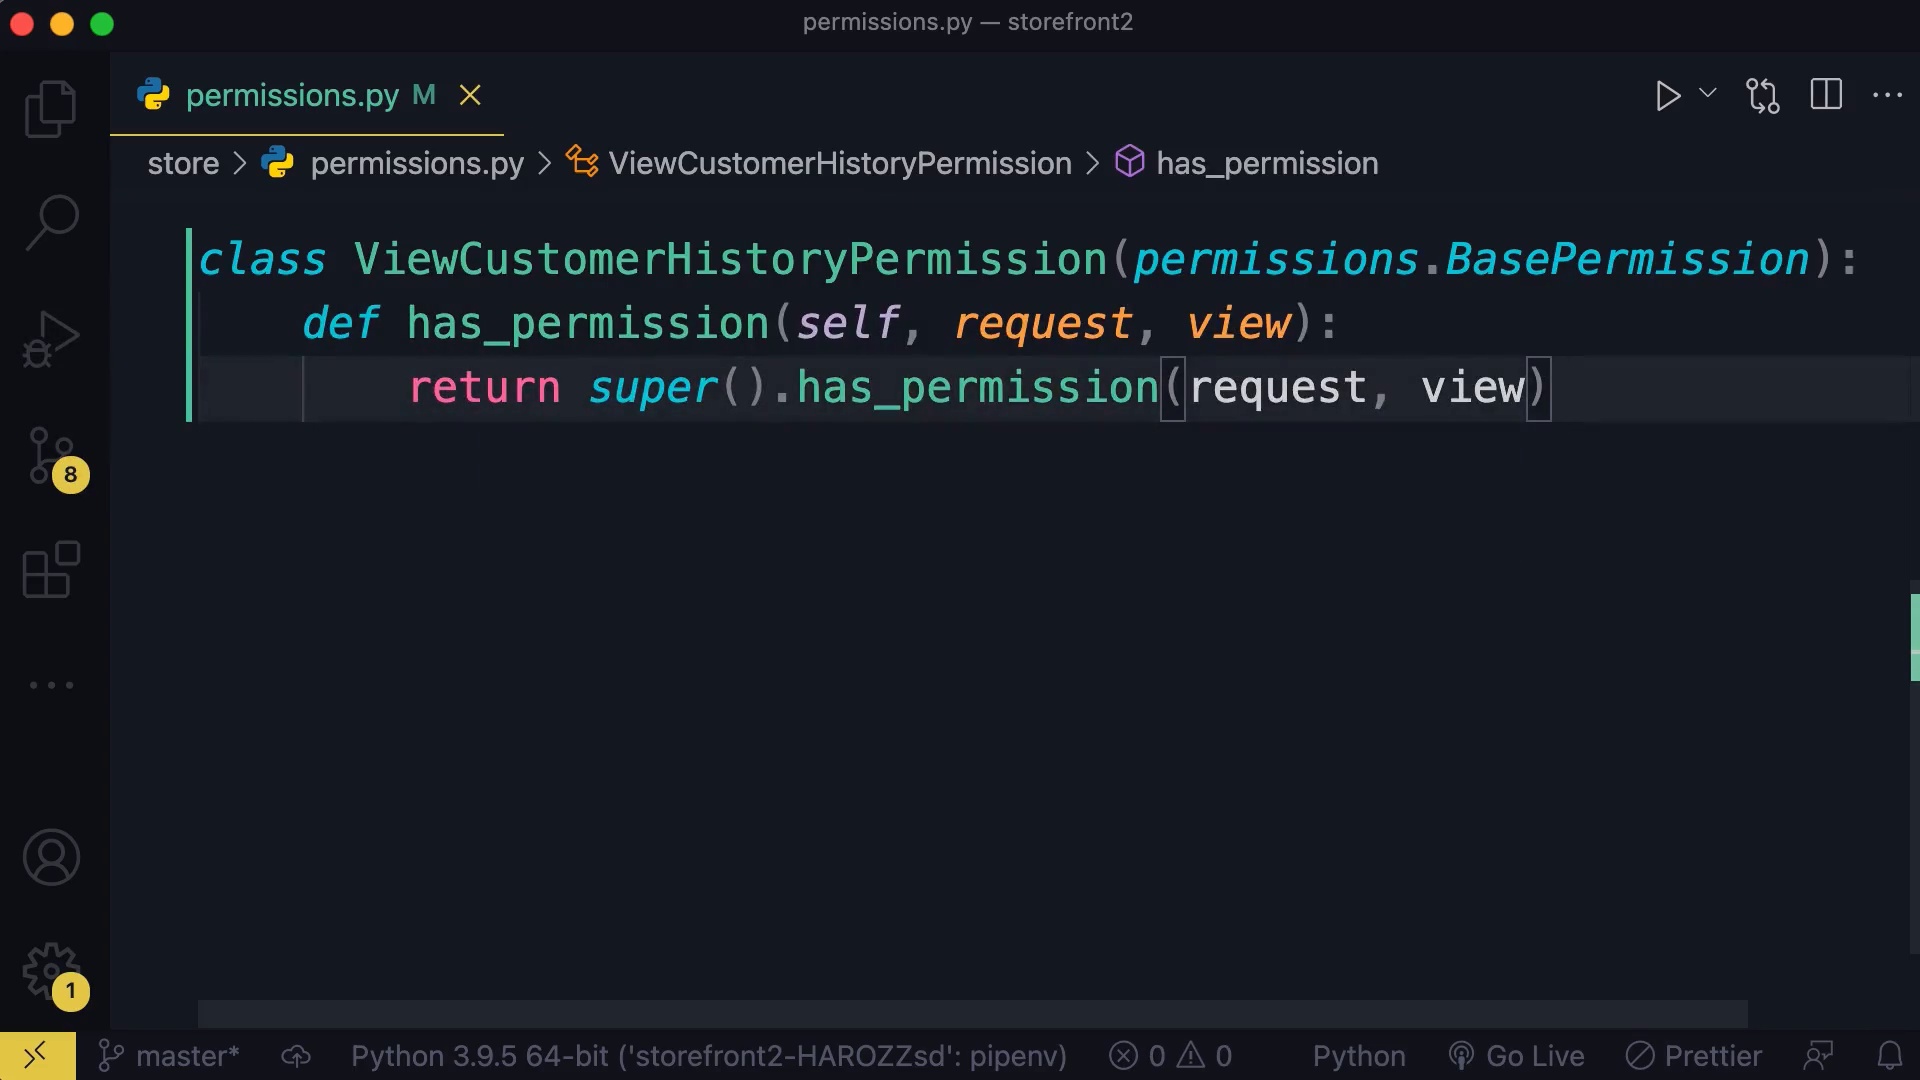 permissions.py — storefront2
permissions.py M
store > permissions.py > ViewCustomerHistoryPermission > has_permission
class ViewCustomerHistoryPermission(permissions.BasePermission):
    def has_permission(self, request, view):
        return super().has_permission(request, view)
8
1
master* Python 3.9.5 64-bit ('storefront2-HAROZZsd': pipenv) 0 0 Python Go Live Prettier